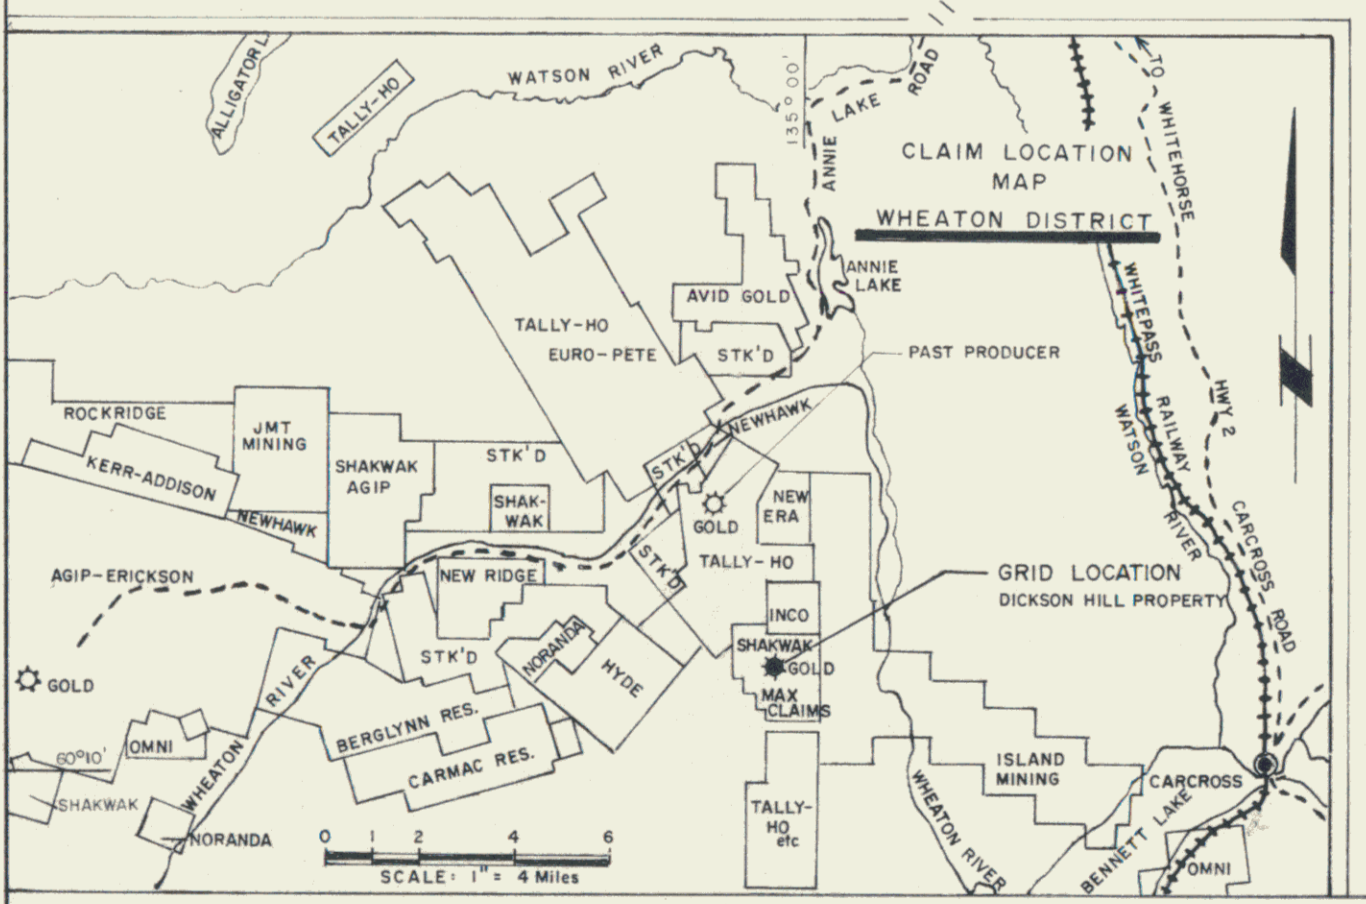 ALLIGATOR L.
TALLY-HO
WATSON RIVER
135° 00'
ANNIE LAKE ROAD
TO WHITEHORSE
CLAIM LOCATION
MAP
WHEATON DISTRICT
ANNIE
LAKE
AVID GOLD
TALLY-HO
EURO-PETE
STK'D
PAST PRODUCER
WHITEPASS RAILWAY
HWY 2
WATSON RIVER
CARCROSS ROAD
ROCKRIDGE
JMT
MINING
KERR-ADDISON
NEWHAWK
SHAKWAK
AGIP
STK'D
SHAK-
WAK
NEWHAWK
STK'D
GOLD
NEW
ERA
STK'D
TALLY-HO
AGIP-ERICKSON
NEW RIDGE
GRID LOCATION
DICKSON HILL PROPERTY
INCO
SHAKWAK
GOLD
MAX
CLAIMS
STK'D
NORANDA
HYDE
GOLD
WHEATON RIVER
BERGLYNN RES.
CARMAC RES.
OMNI
60°10'
SHAKWAK
NORANDA
ISLAND
MINING
CARCROSS
TALLY-
HO
etc
WHEATON RIVER
BENNETT LAKE
OMNI
0 1 2 4 6
SCALE: 1" = 4 Miles